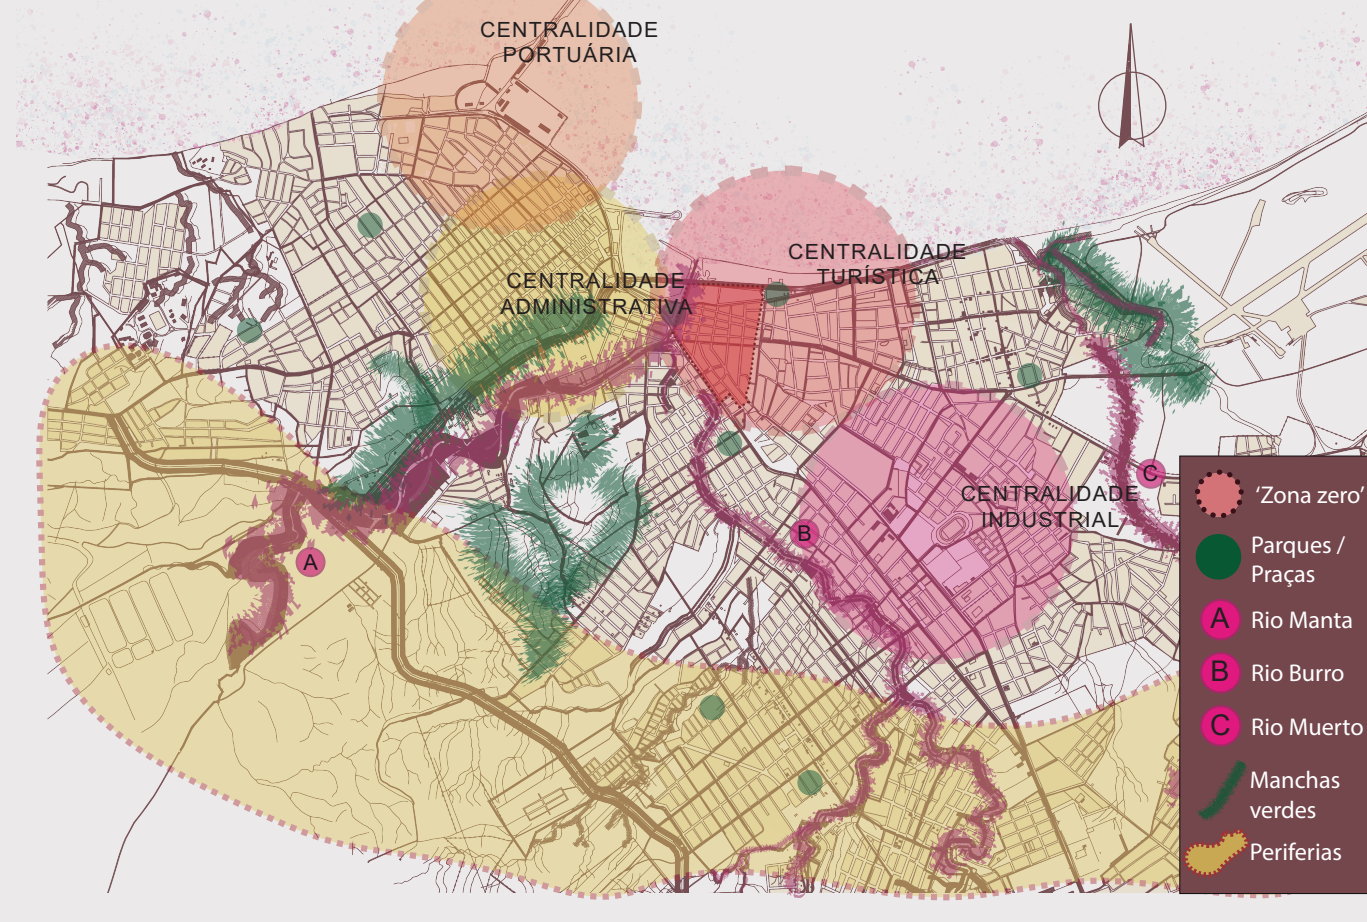 CENTRALIDADE
PORTUÁRIA
CENTRALIDADE
TURÍSTICA
CENTRALIDADE
ADMINISTRATIVA
CENTRALIDADE
INDUSTRIAL
A
B
C
‘Zona zero’
Parques /
Praças
A Rio Manta
B Rio Burro
C Rio Muerto
Manchas
verdes
Periferias